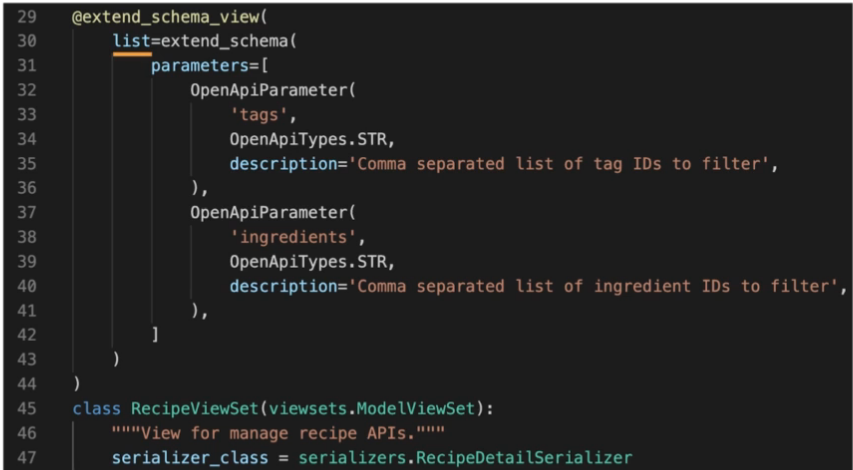 29 @extend_schema_view(
30     list=extend_schema(
31         parameters=[
32             OpenApiParameter(
33                 'tags',
34                 OpenApiTypes.STR,
35                 description='Comma separated list of tag IDs to filter',
36             ),
37             OpenApiParameter(
38                 'ingredients',
39                 OpenApiTypes.STR,
40                 description='Comma separated list of ingredient IDs to filter',
41             ),
42         ]
43     )
44 )
45 class RecipeViewSet(viewsets.ModelViewSet):
46     """View for manage recipe APIs."""
47     serializer_class = serializers.RecipeDetailSerializer